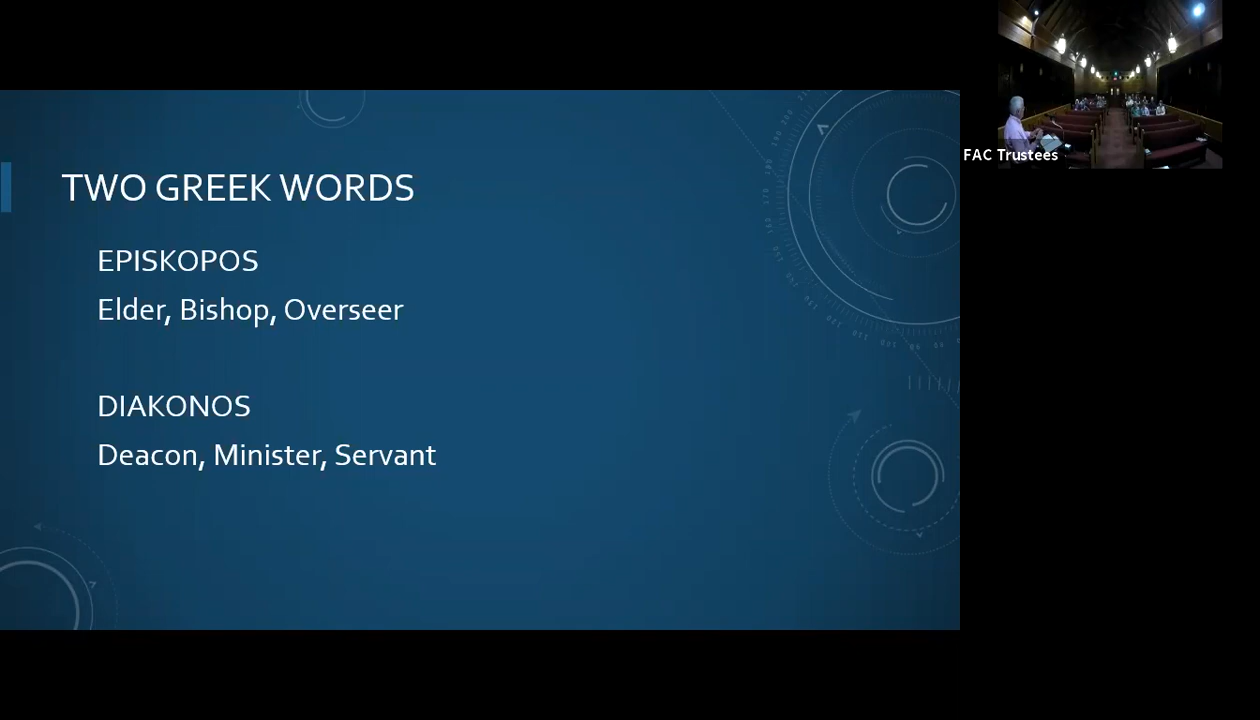 TWO GREEK WORDS
EPISKOPOS
Elder, Bishop, Overseer
DIAKONOS
Deacon, Minister, Servant
FAC Trustees